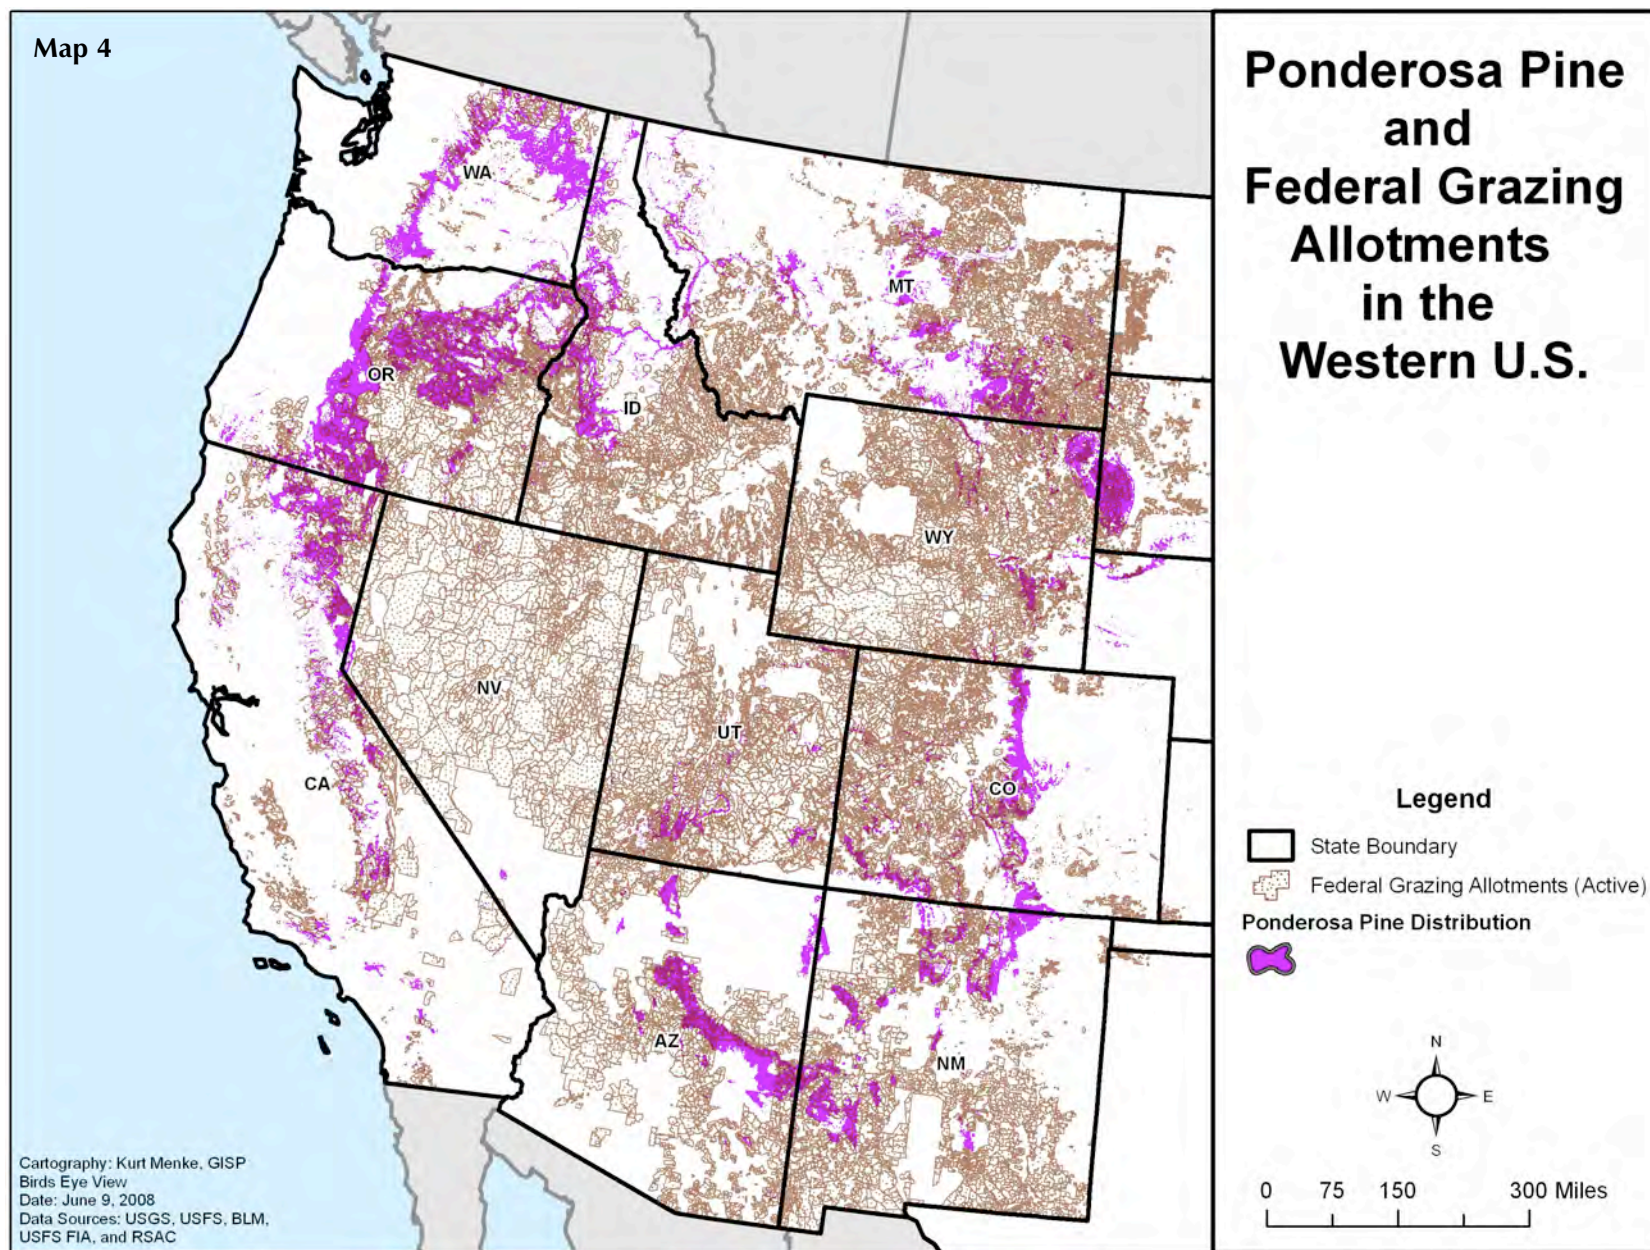 Map 4
Ponderosa Pine
and
Federal Grazing
Allotments
in the
Western U.S.
WA
MT
OR
ID
WY
NV
UT
CA
CO
AZ
NM
Legend
State Boundary
Federal Grazing Allotments (Active)
Ponderosa Pine Distribution
N
W
E
S
0 75 150 300 Miles
Cartography: Kurt Menke, GISP
Birds Eye View
Date: June 9, 2008
Data Sources: USGS, USFS, BLM,
USFS FIA, and RSAC